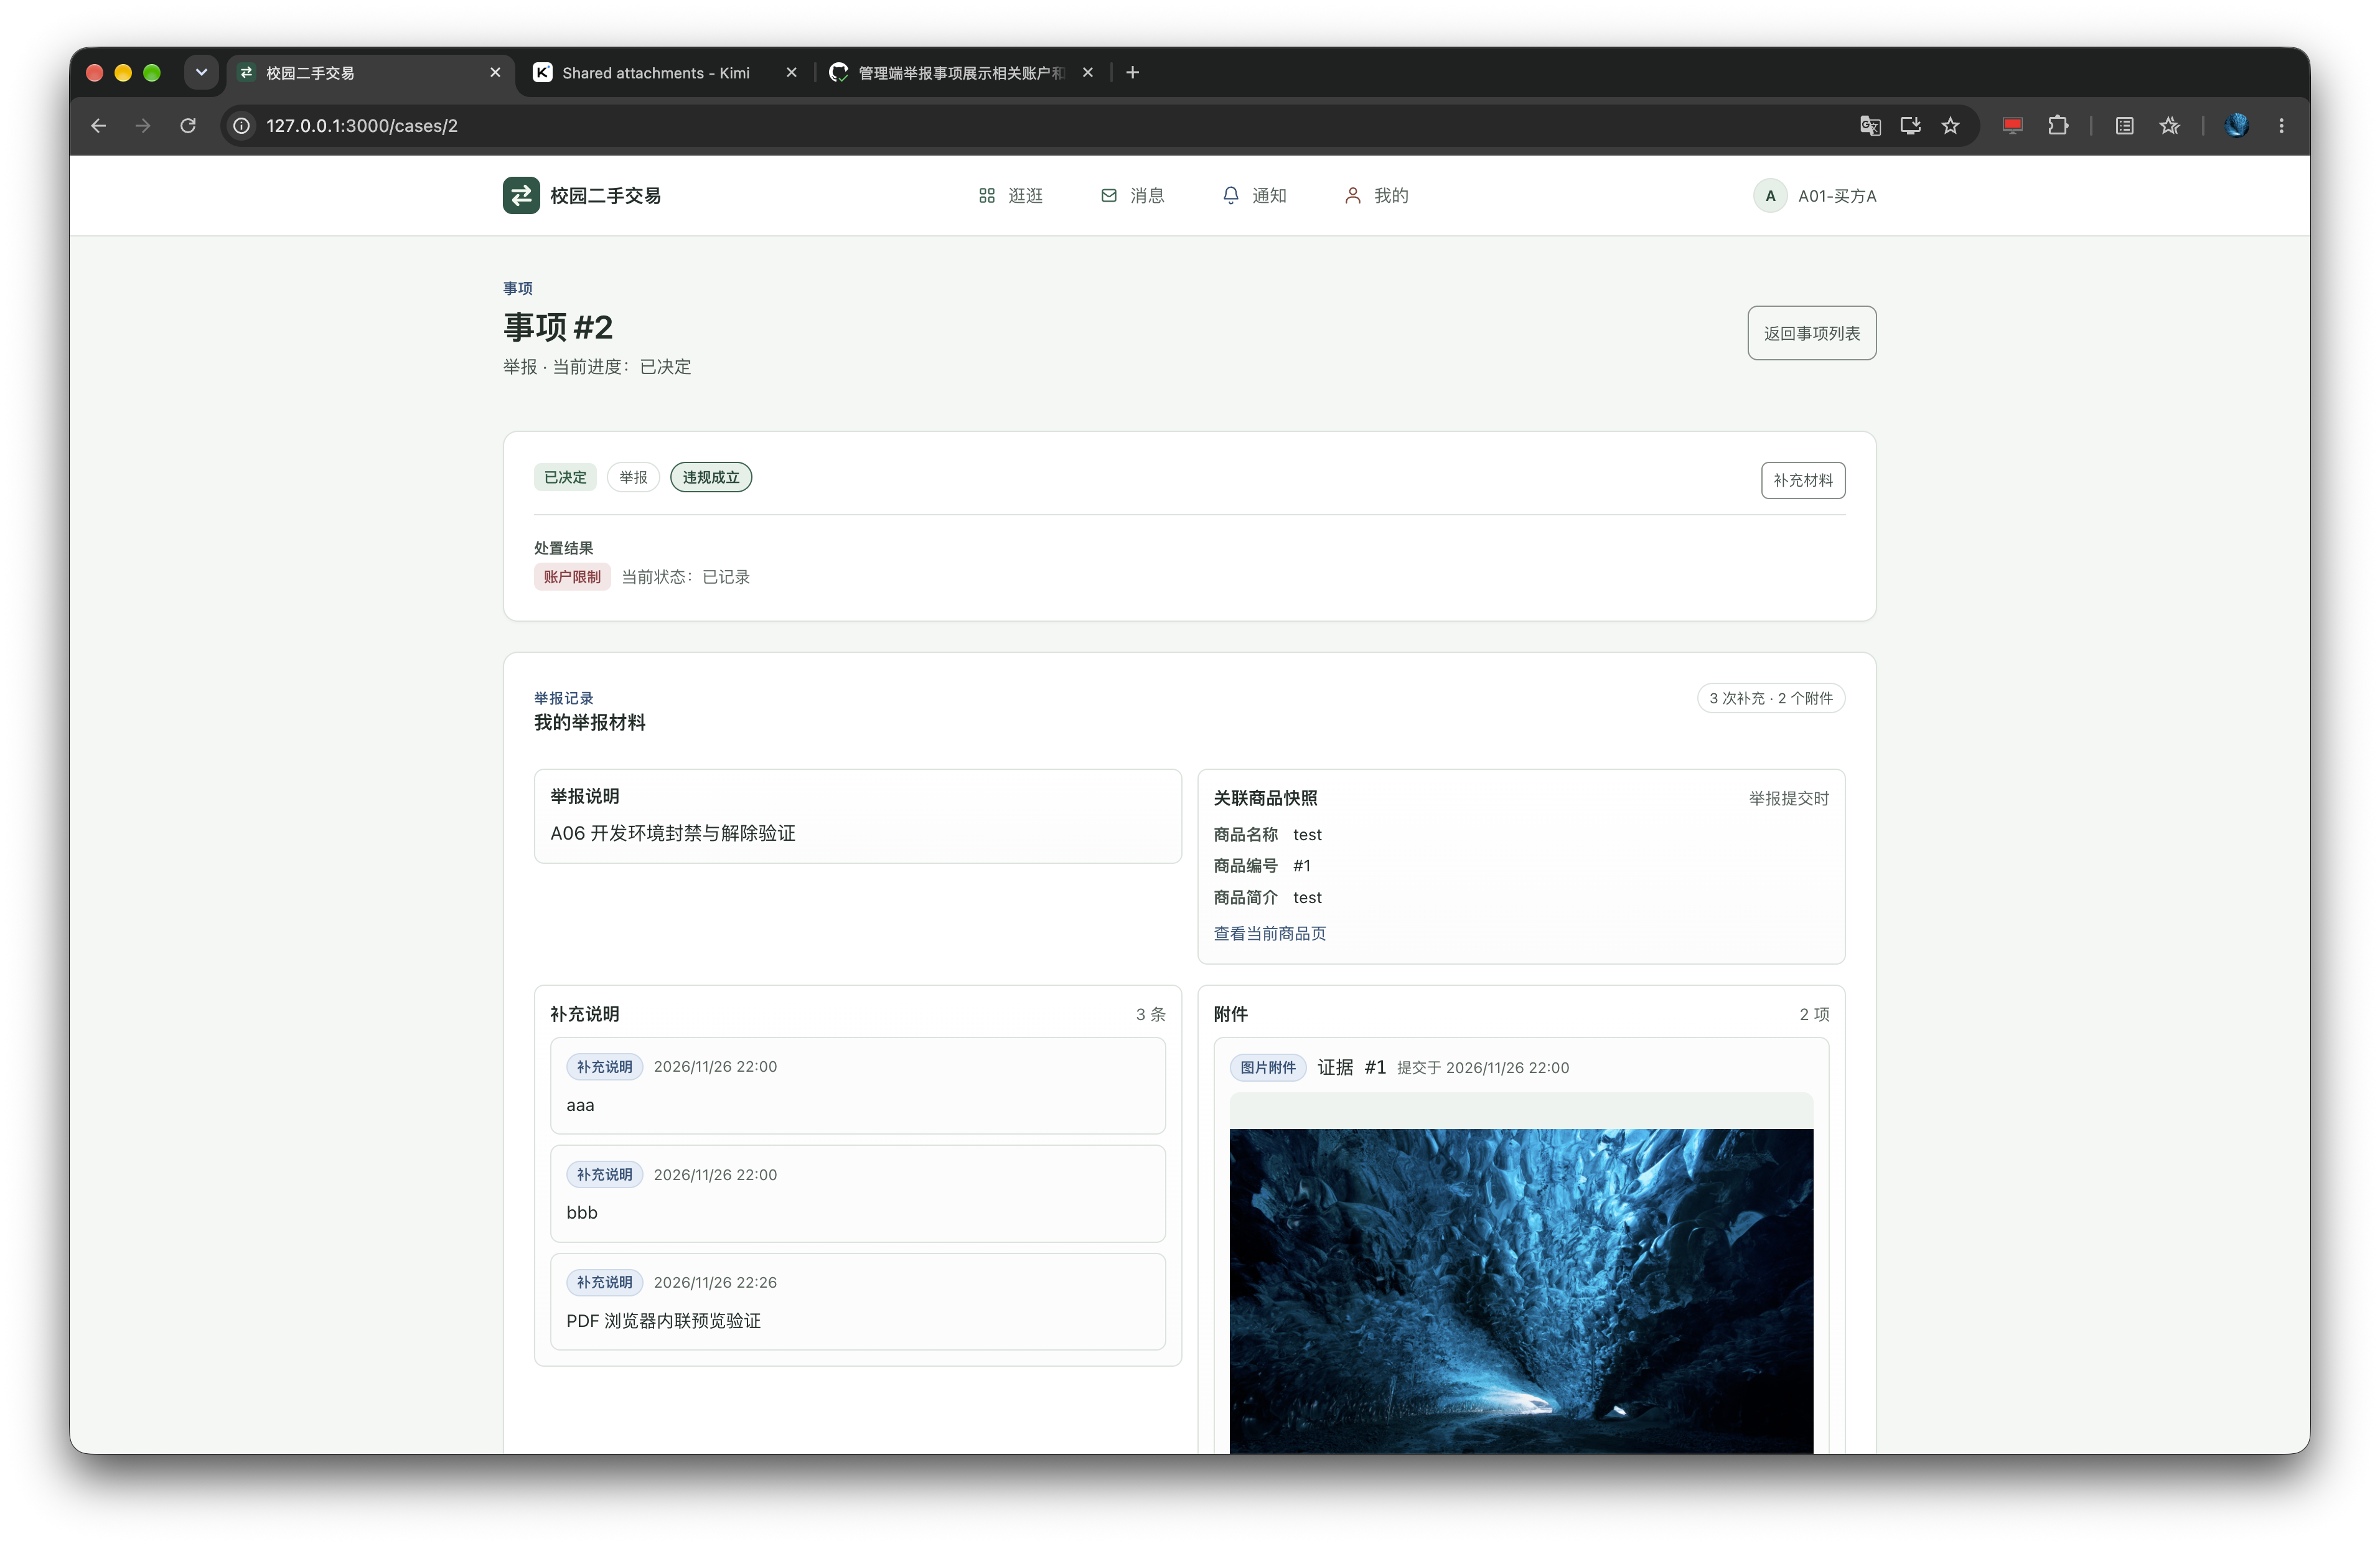 校园二手交易
Shared attachments - Kimi
管理端举报事项展示相关账户和
127.0.0.1:3000/cases/2
校园二手交易
逛逛
消息
通知
我的
A
A01-买方A
事项
事项 #2
举报 · 当前进度：已决定
返回事项列表
已决定
举报
违规成立
补充材料
处置结果
账户限制
当前状态：已记录
举报记录
我的举报材料
3 次补充 · 2 个附件
举报说明
A06 开发环境封禁与解除验证
关联商品快照
举报提交时
商品名称 test
商品编号 #1
商品简介 test
查看当前商品页
补充说明
3 条
补充说明 2026/11/26 22:00
aaa
补充说明 2026/11/26 22:00
bbb
补充说明 2026/11/26 22:26
PDF 浏览器内联预览验证
附件
2 项
图片附件 证据 #1 提交于 2026/11/26 22:00